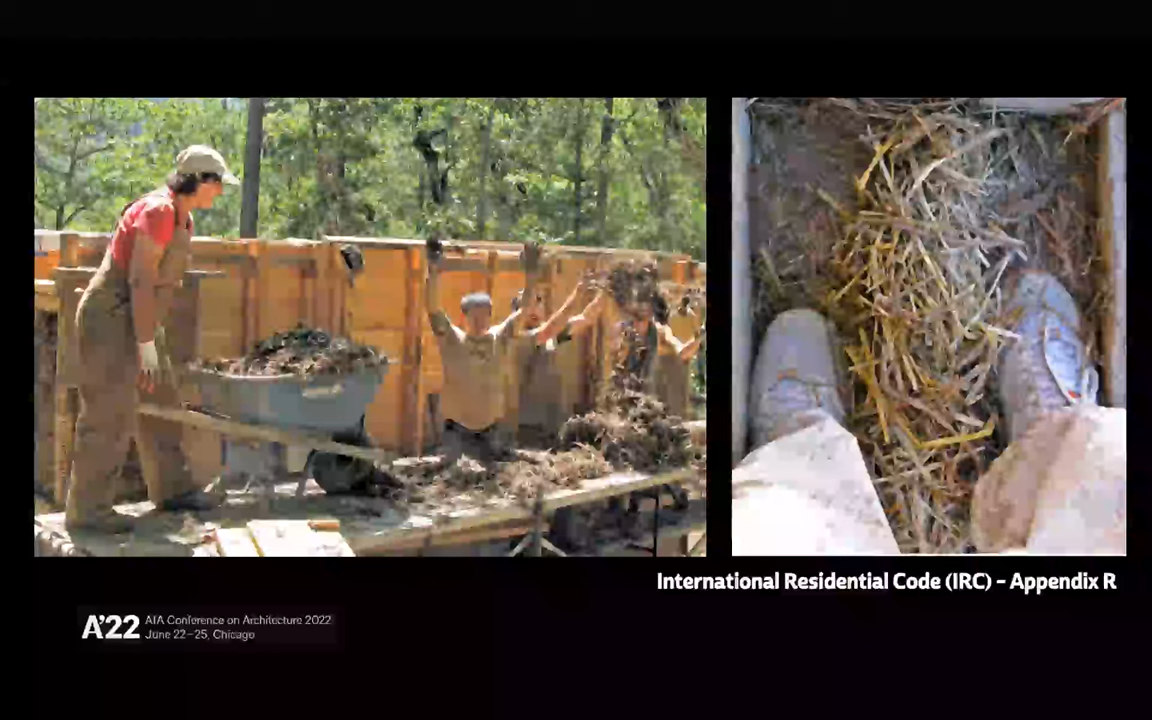 International Residential Code (IRC) – Appendix R
A'22
AIA Conference on Architecture 2022
June 22–25, Chicago